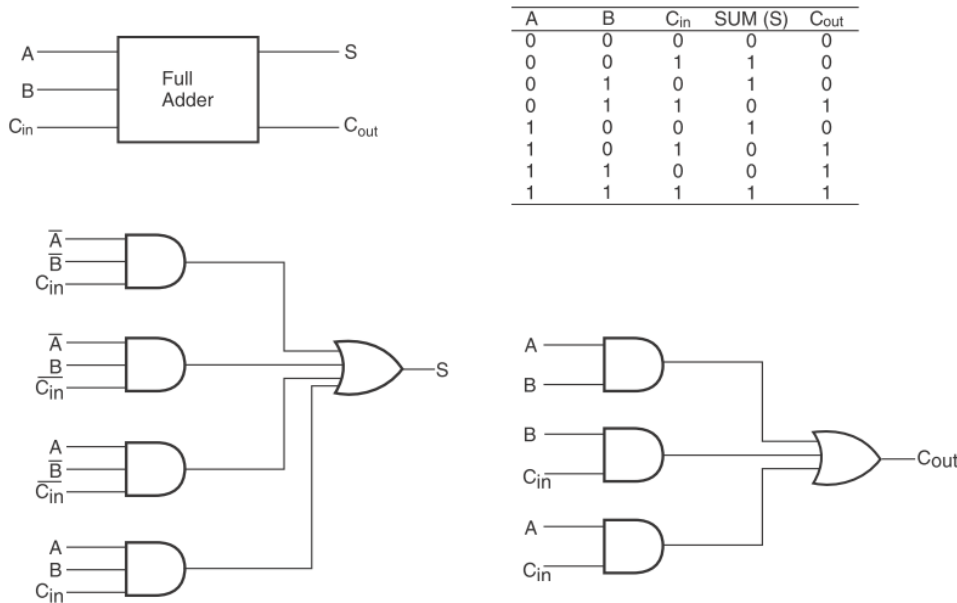 A
B
Cin
Full
Adder
S
Cout
A B Cin SUM (S) Cout
0 0 0 0 0
0 0 1 1 0
0 1 0 1 0
0 1 1 0 1
1 0 0 1 0
1 0 1 0 1
1 1 0 0 1
1 1 1 1 1
A̅
B̅
Cin
A̅
B
C̅i̅n̅
A
B̅
C̅i̅n̅
A
B
Cin
S
A
B
B
Cin
A
Cin
Cout